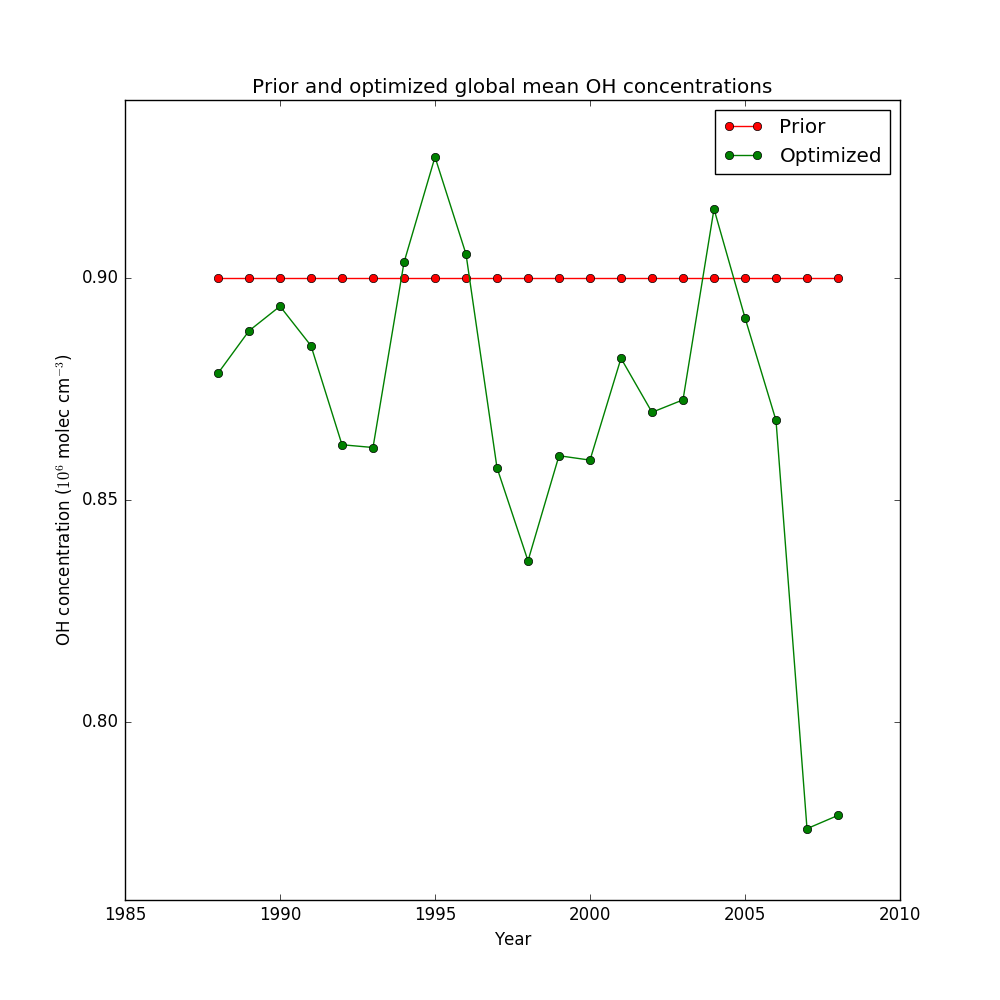 Prior and optimized global mean OH concentrations
Prior
Optimized
0.90
0.85
0.80
OH concentration (10⁶ molec cm⁻³)
1985 1990 1995 2000 2005 2010
Year